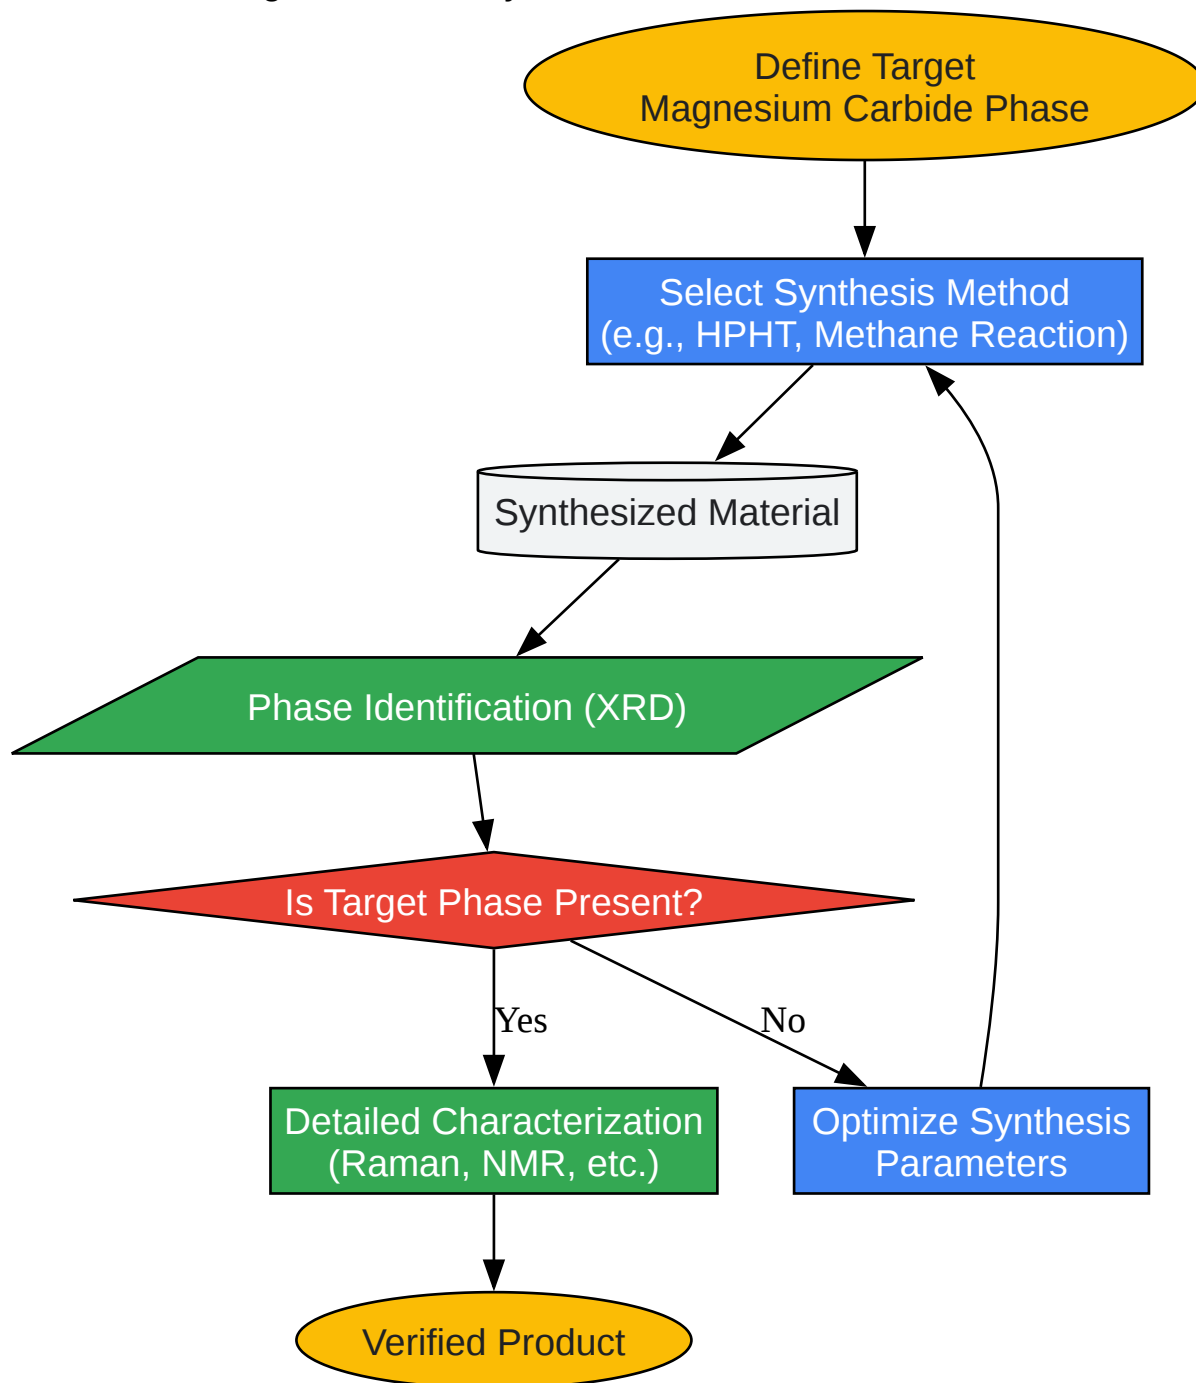 Define Target
Magnesium Carbide Phase
Select Synthesis Method
(e.g., HPHT, Methane Reaction)
Synthesized Material
Phase Identification (XRD)
Is Target Phase Present?
Yes
No
Detailed Characterization
(Raman, NMR, etc.)
Optimize Synthesis
Parameters
Verified Product